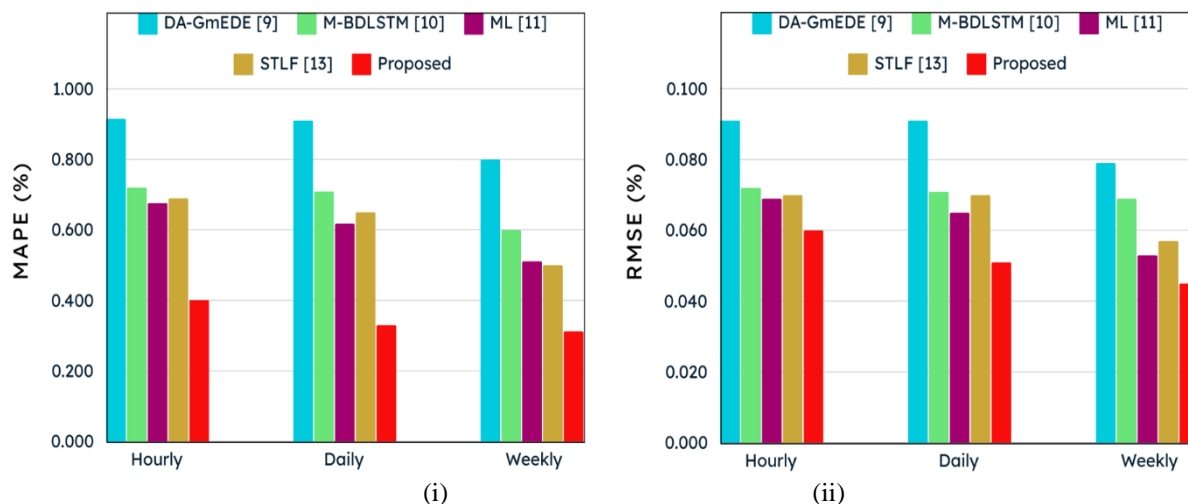 DA-GmEDE [9] M-BDLSTM [10] ML [11]
STLF [13] Proposed
1.000
0.800
0.600
0.400
0.200
0.000
MAPE (%)
Hourly Daily Weekly
(i)
DA-GmEDE [9] M-BDLSTM [10] ML [11]
STLF [13] Proposed
0.100
0.080
0.060
0.040
0.020
0.000
RMSE (%)
Hourly Daily Weekly
(ii)